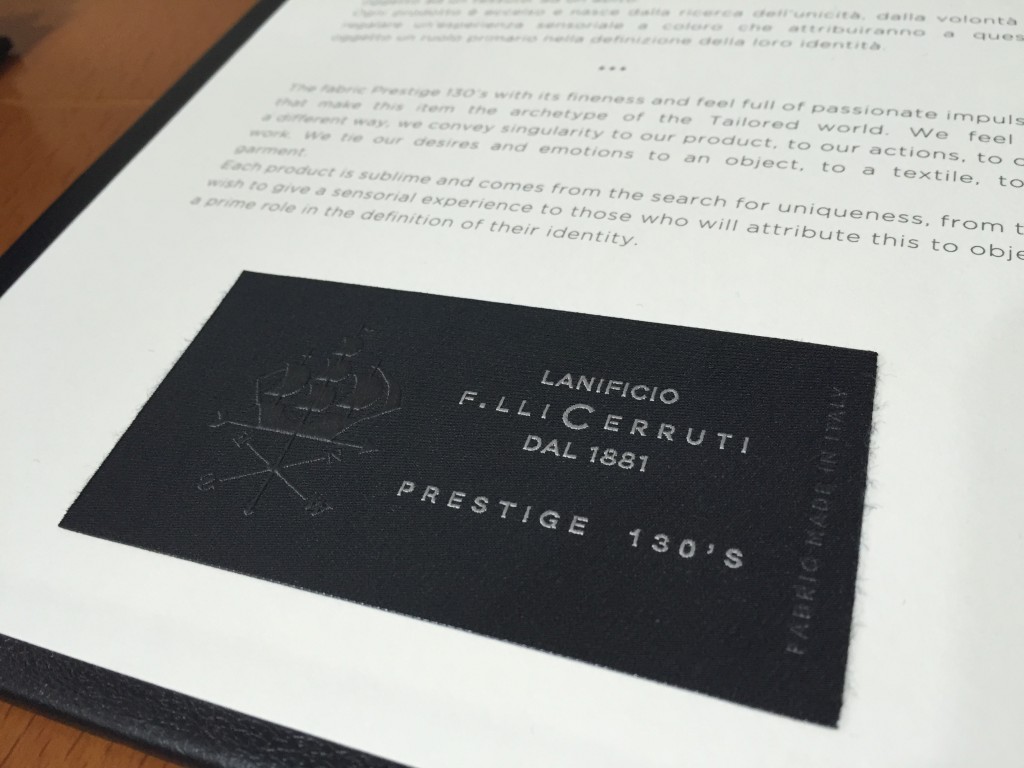 Ogni prodotto è eccelso e nasce dalla ricerca dell'unicità, dalla volontà
regalare un'esperienza sensoriale a coloro che attribuiranno a ques
oggetto un ruolo primario nella definizione della loro identità.
***
The fabric Prestige 130's with its fineness and feel full of passionate impuls
that make this item the archetype of the Tailored world. We feel
a different way, we convey singularity to our product, to our actions, to o
work. We tie our desires and emotions to an object, to a textile, to
garment.
Each product is sublime and comes from the search for uniqueness, from t
wish to give a sensorial experience to those who will attribute this to obje
a prime role in the definition of their identity.
LANIFICIO
F.LLI CERRUTI
DAL 1881
PRESTIGE 130'S
FABRIC MADE IN ITALY
N